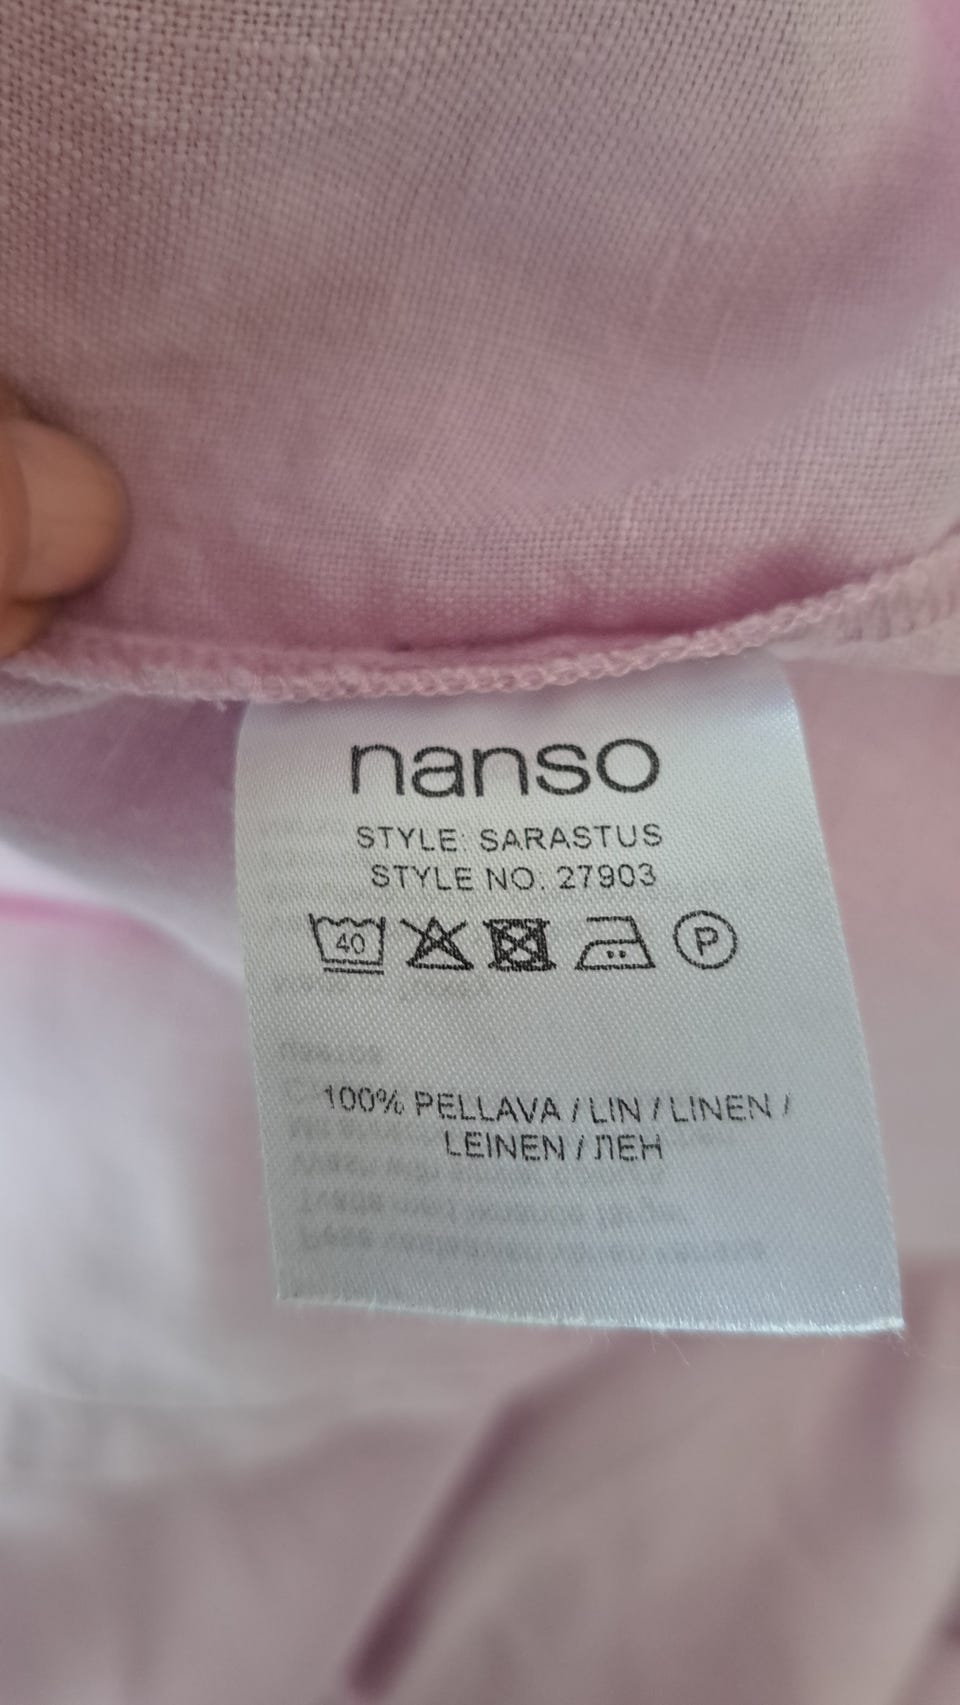 nanso
STYLE: SARASTUS
STYLE NO. 27903
40
P
100% PELLAVA / LIN / LINEN /
LEINEN / ЛЕН